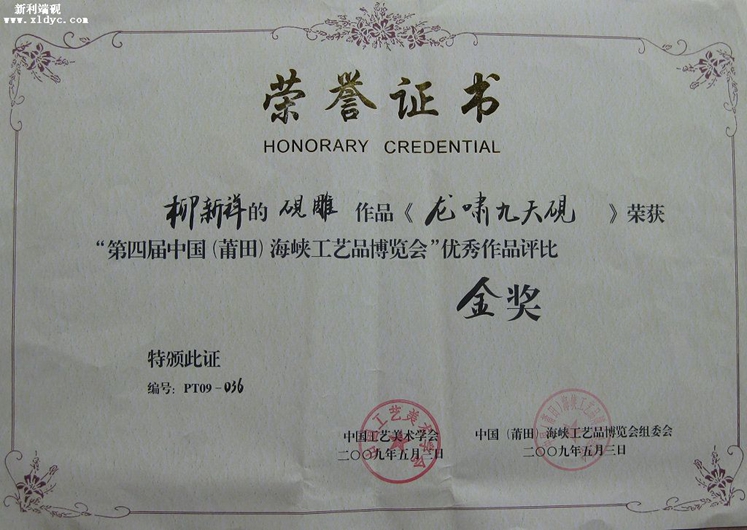 新利端砚
www.xldyc.com
荣誉证书
HONORARY CREDENTIAL
柳新祥的 砚雕 作品《 龙啸九天砚 》荣获
“第四届中国（莆田）海峡工艺品博览会”优秀作品评比
金奖
特颁此证
编号：PT09-036
中国工艺美术学会
二〇〇九年五月三日
中国（莆田）海峡工艺品博览会组委会
二〇〇九年五月三日